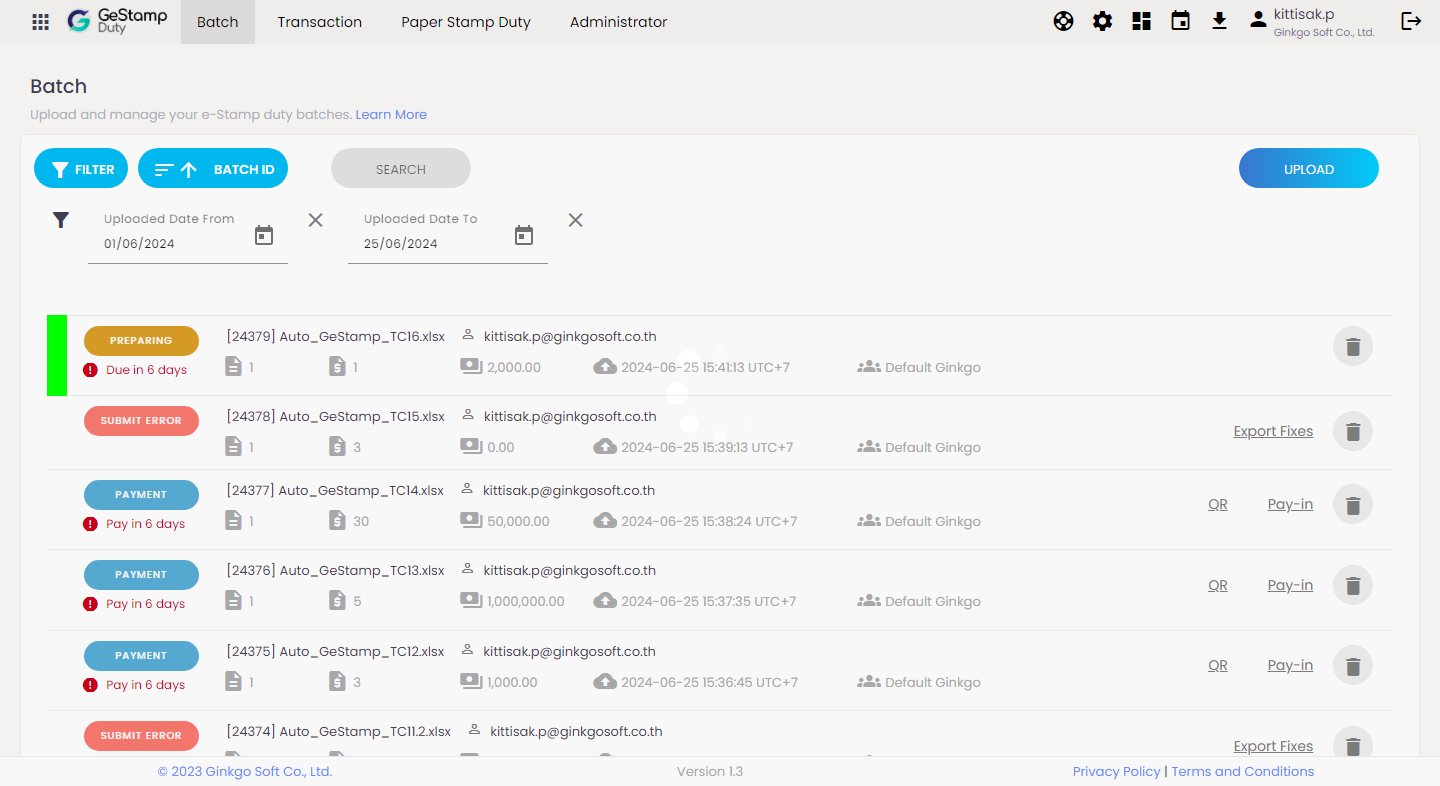 GeStamp Duty Batch Transaction Paper Stamp Duty Administrator kittisak.p
Ginkgo Soft Co., Ltd.
Batch
Upload and manage your e-Stamp duty batches. Learn More
FILTER BATCH ID SEARCH UPLOAD
Uploaded Date From Uploaded Date To
01/06/2024 25/06/2024
PREPARING [24379] Auto_GeStamp_TC16.xlsx kittisak.p@ginkgosoft.co.th
Due in 6 days 1 1 2,000.00 2024-06-25 15:41:13 UTC+7 Default Ginkgo
SUBMIT ERROR [24378] Auto_GeStamp_TC15.xlsx kittisak.p@ginkgosoft.co.th
Export Fixes
1 3 0.00 2024-06-25 15:39:13 UTC+7 Default Ginkgo
PAYMENT [24377] Auto_GeStamp_TC14.xlsx kittisak.p@ginkgosoft.co.th
QR Pay-in
Pay in 6 days 1 30 50,000.00 2024-06-25 15:38:24 UTC+7 Default Ginkgo
PAYMENT [24376] Auto_GeStamp_TC13.xlsx kittisak.p@ginkgosoft.co.th
QR Pay-in
Pay in 6 days 1 5 1,000,000.00 2024-06-25 15:37:35 UTC+7 Default Ginkgo
PAYMENT [24375] Auto_GeStamp_TC12.xlsx kittisak.p@ginkgosoft.co.th
QR Pay-in
Pay in 6 days 1 3 1,000.00 2024-06-25 15:36:45 UTC+7 Default Ginkgo
SUBMIT ERROR [24374] Auto_GeStamp_TC11.2.xlsx kittisak.p@ginkgosoft.co.th
Export Fixes
© 2023 Ginkgo Soft Co., Ltd. Version 1.3 Privacy Policy | Terms and Conditions